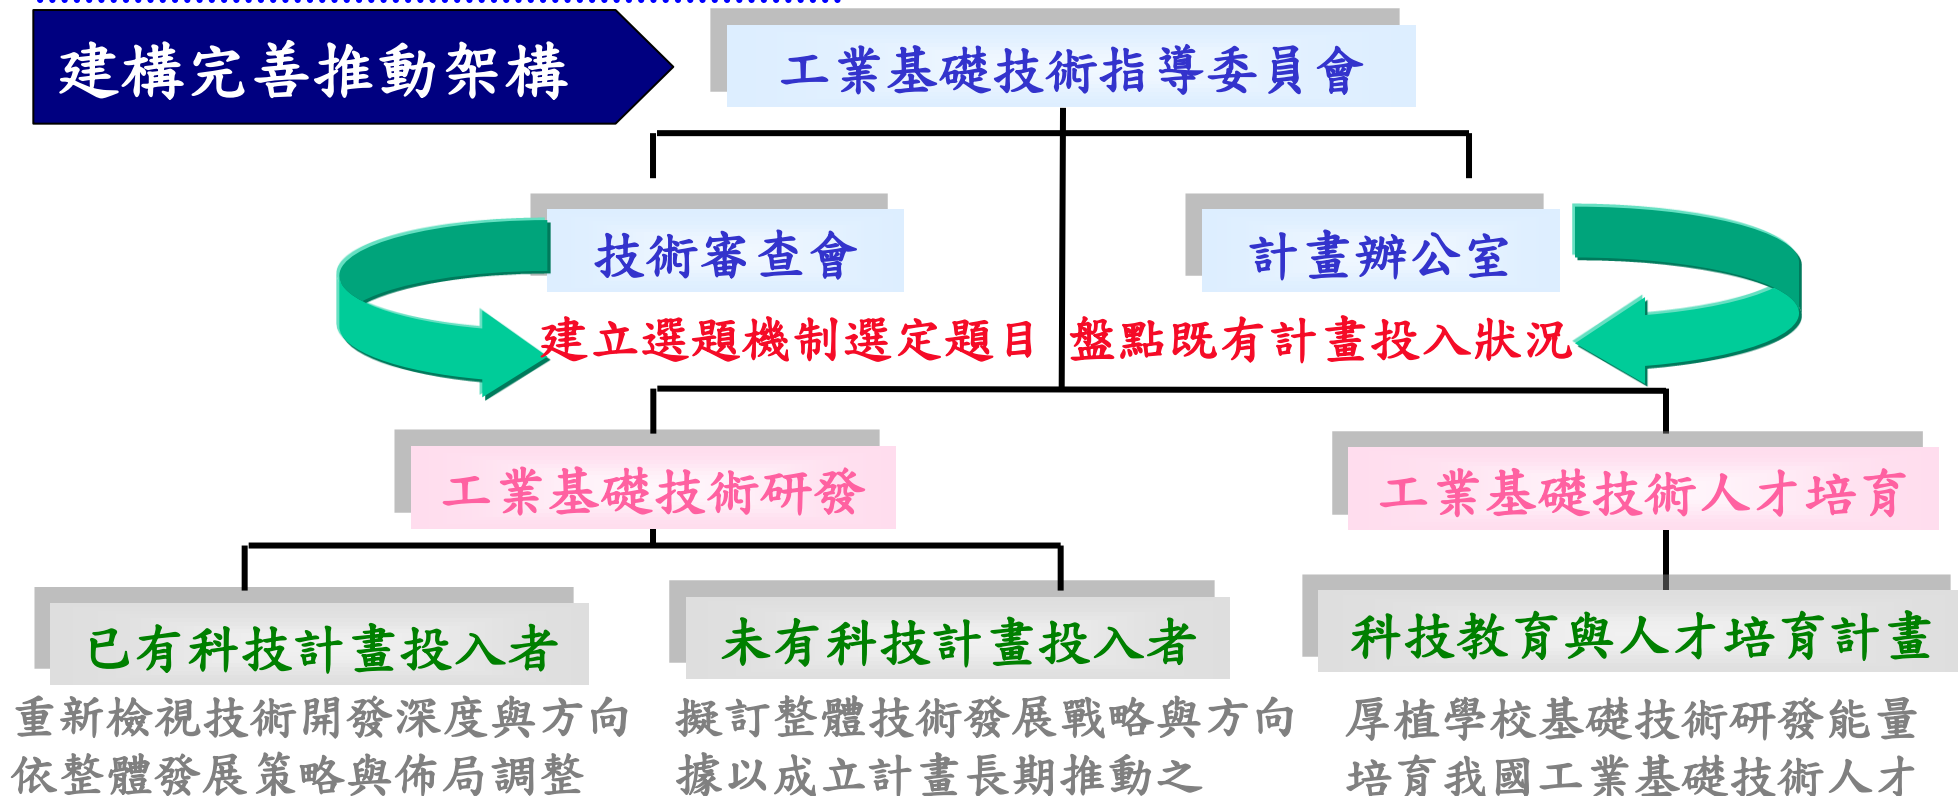 建構完善推動架構
工業基礎技術指導委員會
技術審查會
計畫辦公室
建立選題機制選定題目
盤點既有計畫投入狀況
工業基礎技術研發
工業基礎技術人才培育
已有科技計畫投入者
未有科技計畫投入者
科技教育與人才培育計畫
重新檢視技術開發深度與方向
依整體發展策略與佈局調整
擬訂整體技術發展戰略與方向
據以成立計畫長期推動之
厚植學校基礎技術研發能量
培育我國工業基礎技術人才